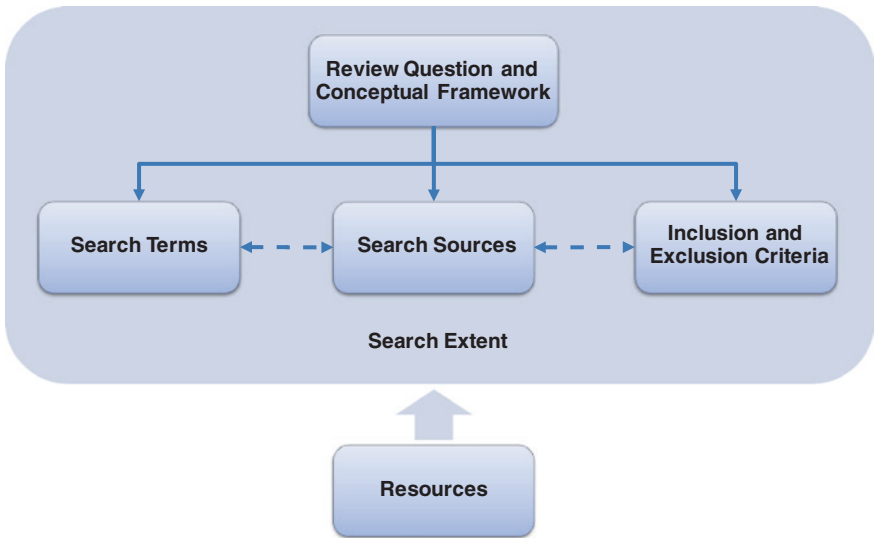 Review Question and
Conceptual Framework
Search Terms
Search Sources
Inclusion and
Exclusion Criteria
Search Extent
Resources